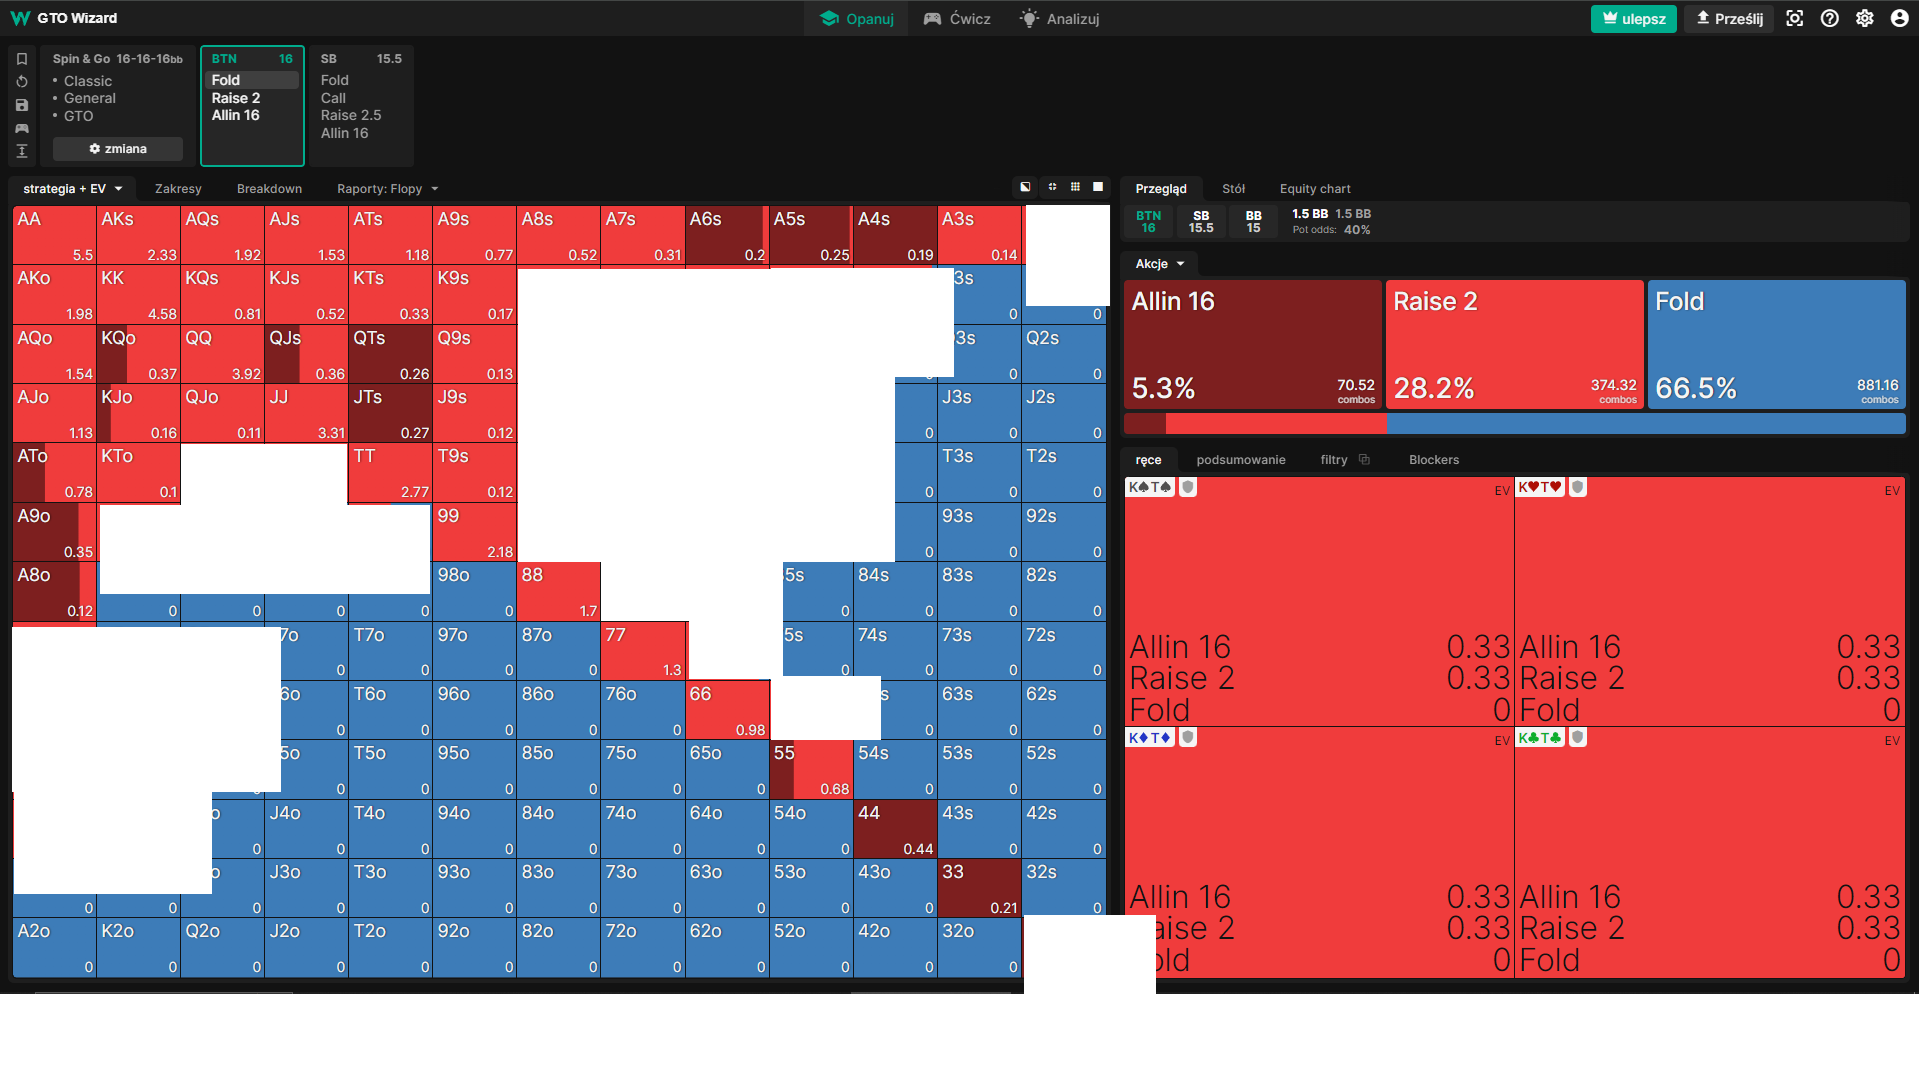 GTO Wizard
Opanuj
Ćwicz
Analizuj
ulepsz
Prześlij
Spin & Go 16-16-16bb
• Classic
• General
• GTO
zmiana
BTN 16
Fold
Raise 2
Allin 16
SB 15.5
Fold
Call
Raise 2.5
Allin 16
strategia + EV
Zakresy
Breakdown
Raporty: Flopy
AA AKs AQs AJs ATs A9s A8s A7s A6s A5s A4s A3s
5.5 2.33 1.92 1.53 1.18 0.77 0.52 0.31 0.2 0.25 0.19 0.14
AKo KK KQs KJs KTs K9s 3s
1.98 4.58 0.81 0.52 0.33 0.17 0 0
AQo KQo QQ QJs QTs Q9s 3s Q2s
1.54 0.37 3.92 0.36 0.26 0.13 0 0
AJo KJo QJo JJ JTs J9s J3s J2s
1.13 0.16 0.11 3.31 0.27 0.12 0 0 0
ATo KTo TT T9s T3s T2s
0.78 0.1 2.77 0.12 0 0 0
A9o 99 93s 92s
0.35 2.18 0 0 0
A8o 98o 88 5s 84s 83s 82s
0.12 0 0 0 0 0 1.7 0 0 0 0
7o T7o 97o 87o 77 5s 74s 73s 72s
0 0 0 0 1.3 0 0 0 0
6o T6o 96o 86o 76o 66 s 63s 62s
0 0 0 0 0 0.98 0 0 0
5o T5o 95o 85o 75o 65o 55 54s 53s 52s
0 0 0 0 0 0.68 0 0 0
o J4o T4o 94o 84o 74o 64o 54o 44 43s 42s
0 0 0 0 0 0 0 0 0.44 0 0
o J3o T3o 93o 83o 73o 63o 53o 43o 33 32s
0 0 0 0 0 0 0 0 0 0 0 0.21 0
A2o K2o Q2o J2o T2o 92o 82o 72o 62o 52o 42o 32o
0 0 0 0 0 0 0 0 0 0 0 0
Przegląd
Stół
Equity chart
BTN 16
SB 15.5
BB 15
1.5 BB 1.5 BB
Pot odds: 40%
Akcje
Allin 16
5.3%
70.52 combos
Raise 2
28.2%
374.32 combos
Fold
66.5%
881.16 combos
ręce
podsumowanie
filtry
Blockers
K♠T♠ EV
Allin 16 0.33
Raise 2 0.33
Fold 0
K♥T♥ EV
Allin 16 0.33
Raise 2 0.33
Fold 0
K♦T♦ EV
Allin 16 0.33
aise 2 0.33
old 0
K♣T♣ EV
Allin 16 0.33
Raise 2 0.33
Fold 0